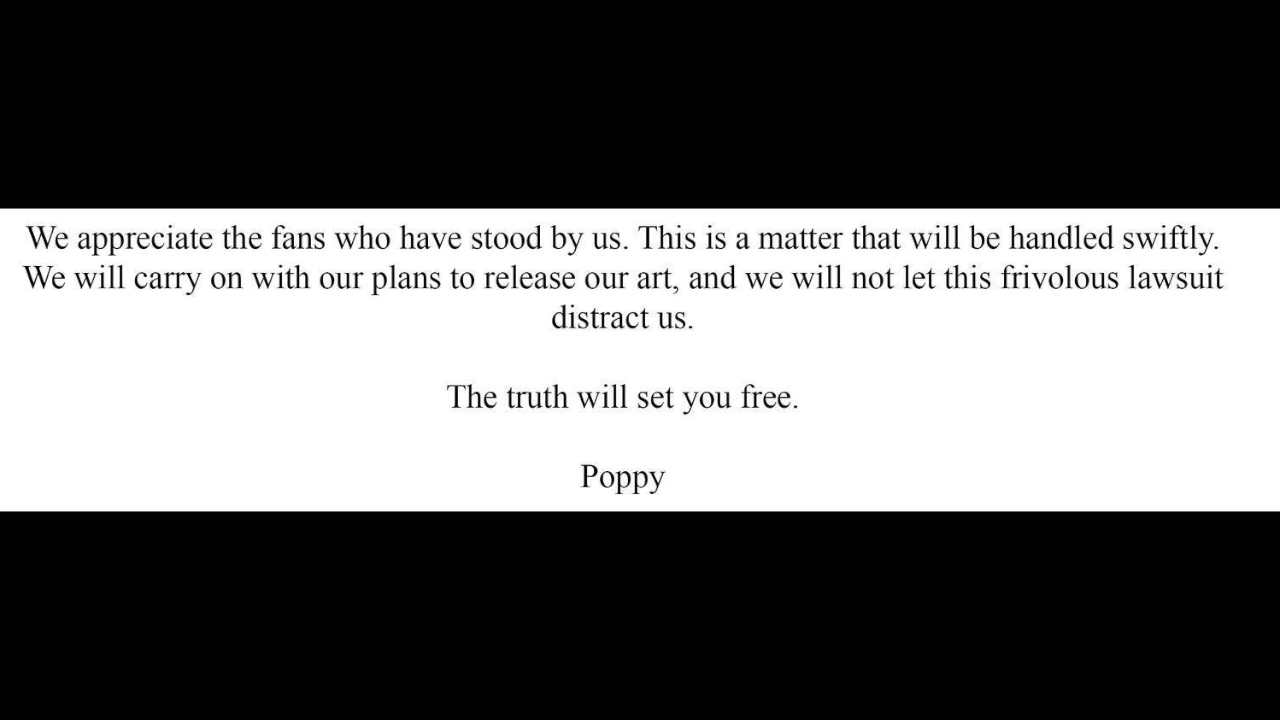 We appreciate the fans who have stood by us. This is a matter that will be handled swiftly.
We will carry on with our plans to release our art, and we will not let this frivolous lawsuit
distract us.
The truth will set you free.
Poppy